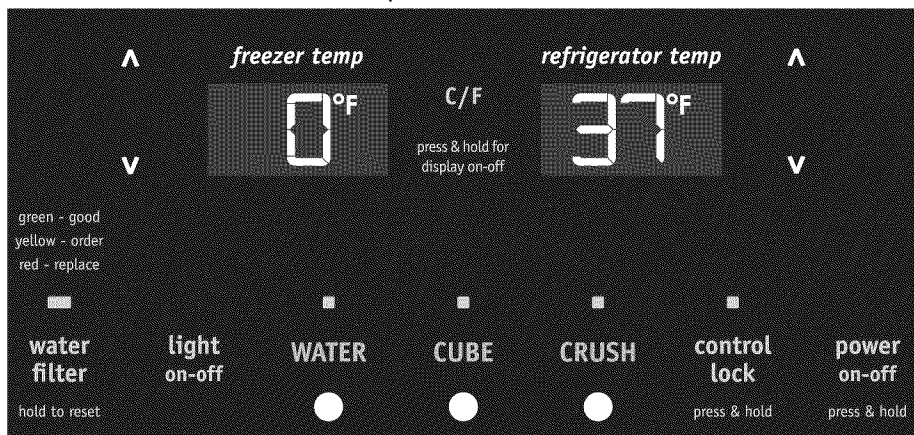 freezer temp
refrigerator temp
0°F
C/F
37°F
press & hold for
display on-off
green - good
yellow - order
red - replace
water
filter
hold to reset
light
on-off
WATER
CUBE
CRUSH
control
lock
press & hold
power
on-off
press & hold